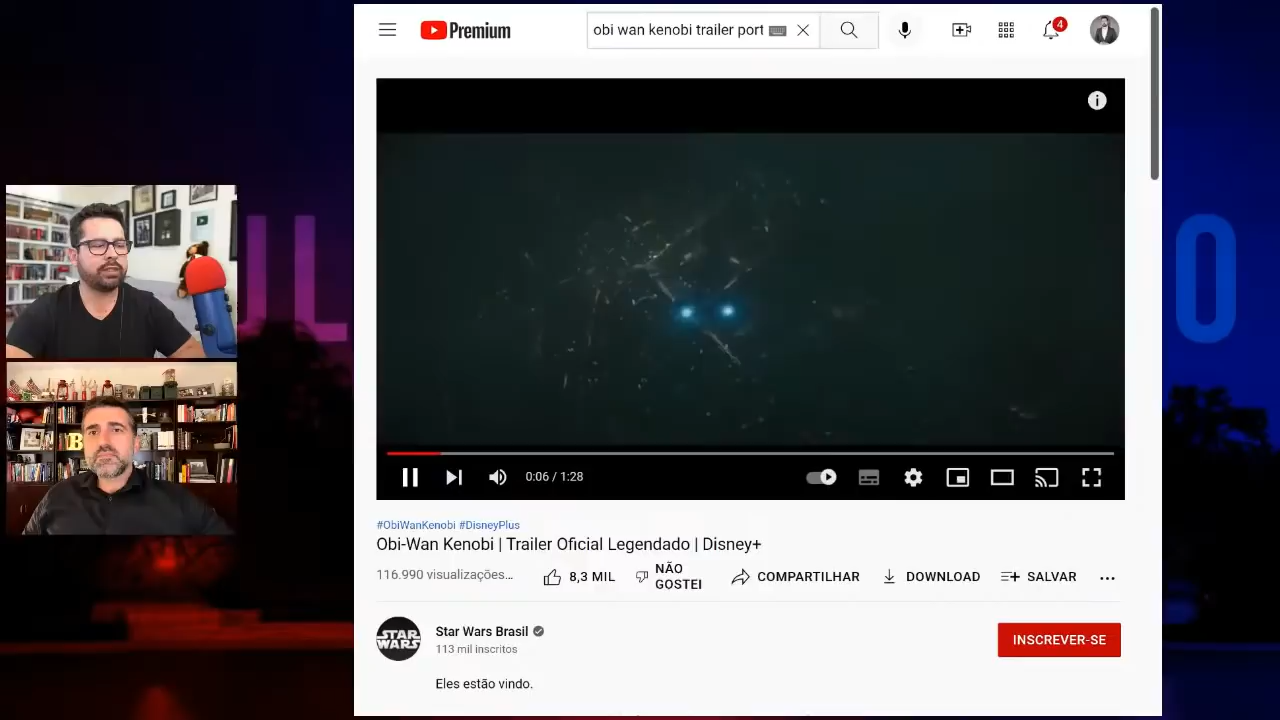 Premium
obi wan kenobi trailer port
4
IL
O
B
0:06 / 1:28
#ObiWanKenobi #DisneyPlus
Obi-Wan Kenobi | Trailer Oficial Legendado | Disney+
116.990 visualizações...
8,3 MIL
NÃO
GOSTEI
COMPARTILHAR
DOWNLOAD
SALVAR
STAR
WARS
Star Wars Brasil
113 mil inscritos
INSCREVER-SE
Eles estão vindo.